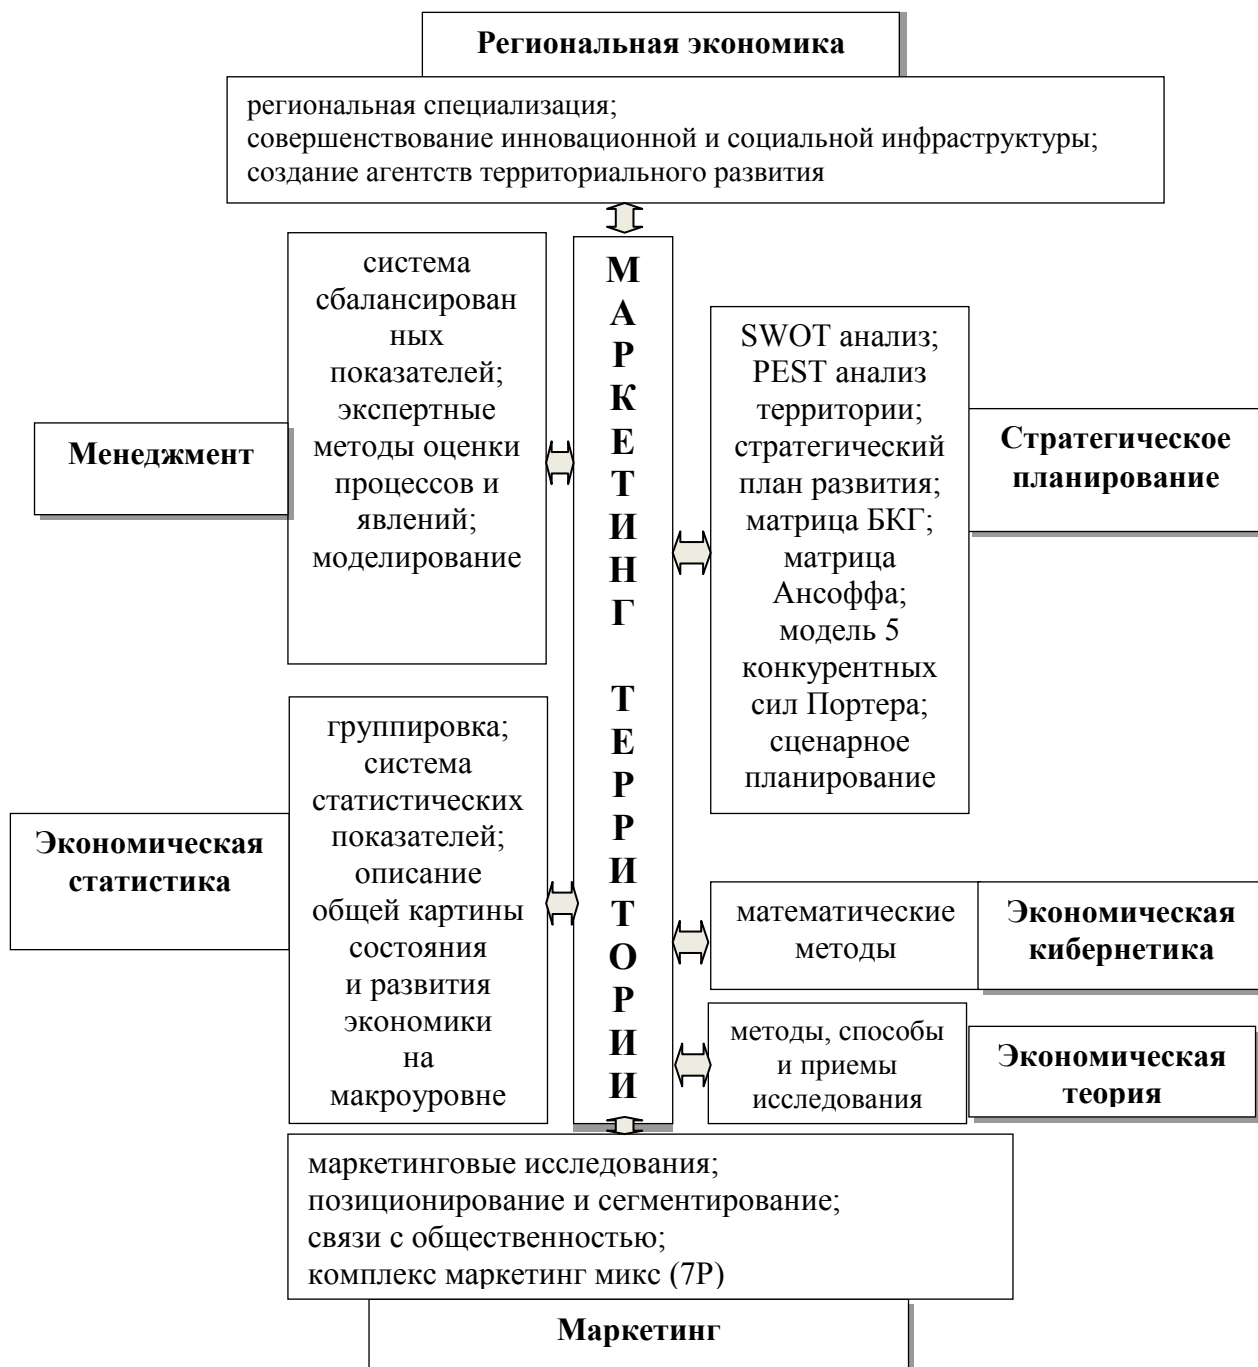 Региональная экономика
региональная специализация;
совершенствование инновационной и социальной инфраструктуры;
создание агентств территориального развития
система
сбалансирован
ных
показателей;
экспертные
методы оценки
процессов и
явлений;
моделирование
Менеджмент
МАРКЕТИНГ ТЕРРИТОРИИ
SWOT анализ;
PEST анализ
территории;
стратегический
план развития;
матрица БКГ;
матрица
Ансоффа;
модель 5
конкурентных
сил Портера;
сценарное
планирование
Стратегическое
планирование
группировка;
система
статистических
показателей;
описание
общей картины
состояния
и развития
экономики
на
макроуровне
Экономическая
статистика
математические
методы
Экономическая
кибернетика
методы, способы
и приемы
исследования
Экономическая
теория
маркетинговые исследования;
позиционирование и сегментирование;
связи с общественностью;
комплекс маркетинг микс (7Р)
Маркетинг